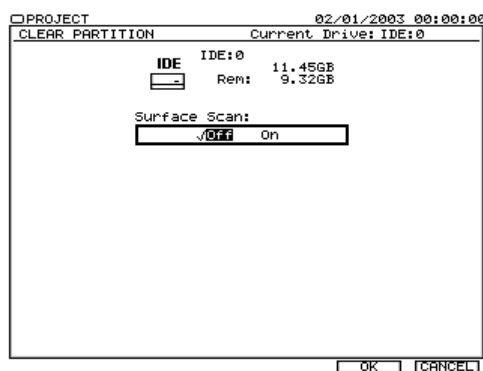 PROJECT 02/01/2003 00:00:00
CLEAR PARTITION Current Drive: IDE:0
IDE IDE:0 11.45GB
Rem: 9.32GB
Surface Scan:
√Off On
OK CANCEL